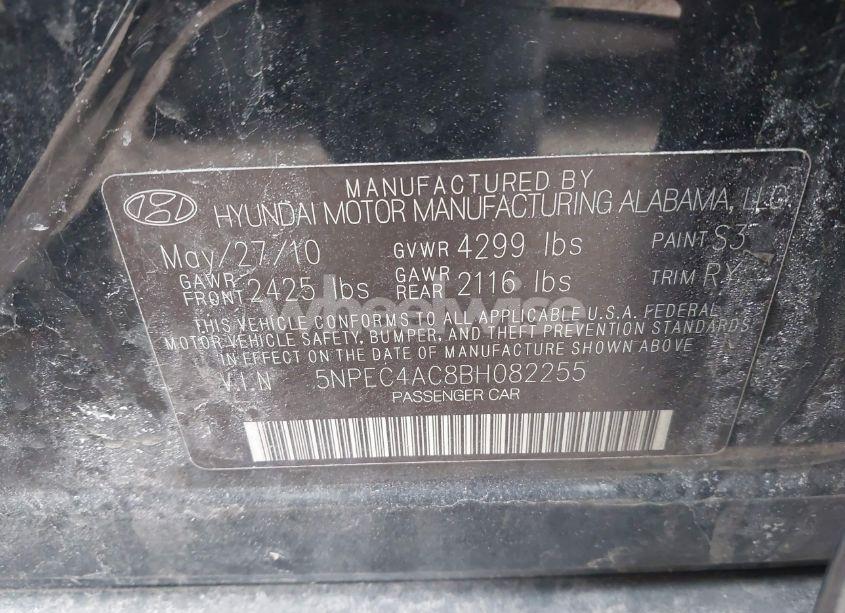 MANUFACTURED BY
HYUNDAI MOTOR MANUFACTURING ALABAMA, LLC
May/27/10 GVWR 4299 lbs PAINT S3
GAWR FRONT 2425 lbs GAWR REAR 2116 lbs TRIM RY
wheelwise
THIS VEHICLE CONFORMS TO ALL APPLICABLE U.S.A. FEDERAL
MOTOR VEHICLE SAFETY, BUMPER, AND THEFT PREVENTION STANDARDS
IN EFFECT ON THE DATE OF MANUFACTURE SHOWN ABOVE
V.I.N 5NPEC4AC8BH082255
PASSENGER CAR